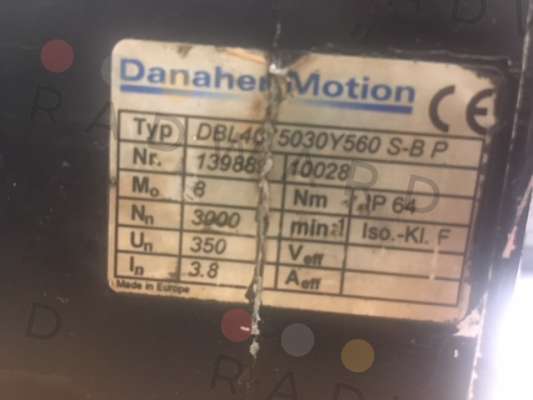 Danaher Motion
CE
Typ DBL4 5030Y560 S-B P
Nr. 13988 10028
Mo 8 Nm IP 64
Nn 3000 min-1 Iso.-Kl. F
Un 350 Veff
In 3.8 Aeff
Made in Europe